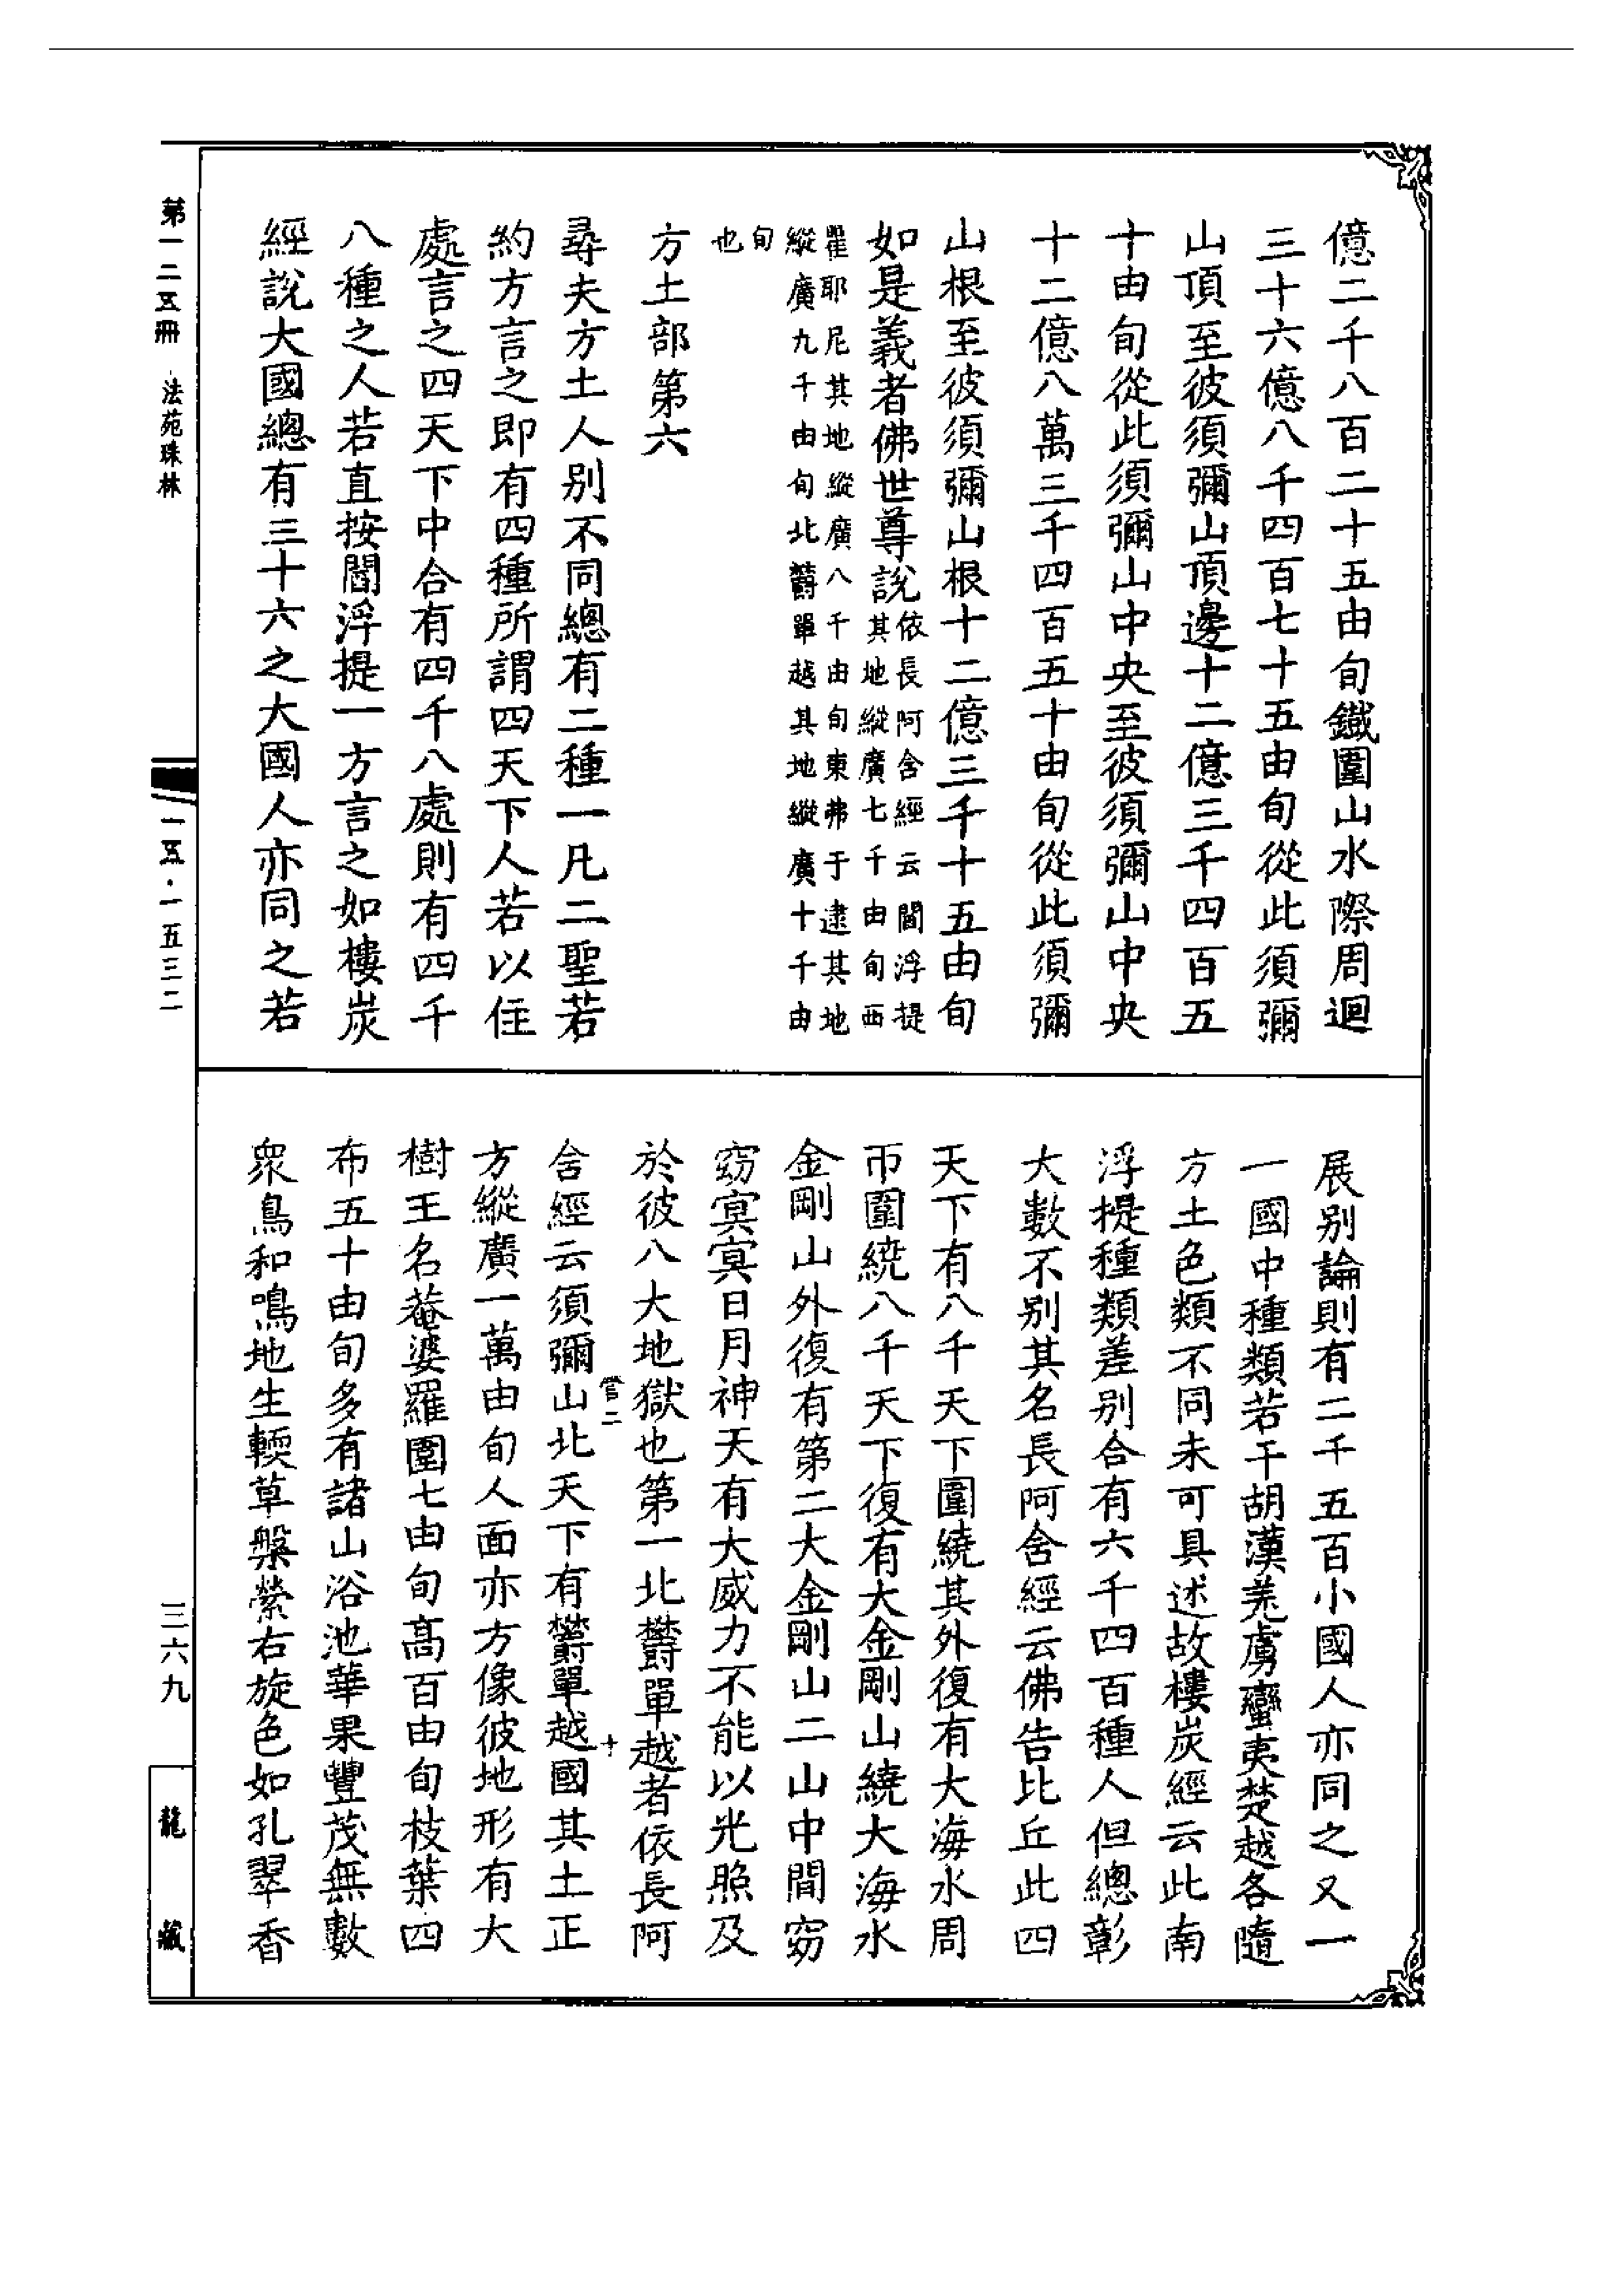 億二千八百二十五由旬鐵圍山水際周迴
三十六億八千四百七十五由旬從此須彌
山頂至彼須彌山頂邊十二億三千四百五
十由旬從此須彌山中央至彼須彌山中央
十二億八萬三千四百五十由旬從此須彌
山根至彼須彌山根十二億三千十五由旬
如是義者佛世尊說依長阿含經云閻浮提
其地縱廣七千由旬西
瞿耶尼其地縱廣八千由旬東弗于逮其地
縱廣九千由旬北欝單越其地縱廣十千由
旬
也
方土部第六
尋夫方土人別不同總有二種一凡二聖若
約方言之即有四種所謂四天下人若以住
處言之四天下中合有四千八處則有四千
八種之人若直按閻浮提一方言之如樓炭
經說大國總有三十六之大國人亦同之若
展別論則有二千五百小國人亦同之又一
一國中種類若干胡漢羌虜蠻夷楚越各隨
方土色類不同未可具述故樓炭經云此南
浮提種類差別合有六千四百種人但總彰
大數不別其名長阿含經云佛告比丘此四
天下有八千天下圍繞其外復有大海水周
帀圍繞八千天下復有大金剛山繞大海水
金剛山外復有第二大金剛山二山中間窈
窈冥冥日月神天有大威力不能以光照及
於彼八大地獄也第一北欝單越者依長阿
管二
十
含經云須彌山北天下有欝單越國其土正
方縱廣一萬由旬人面亦方像彼地形有大
樹王名菴婆羅圍七由旬高百由旬枝葉四
布五十由旬多有諸山浴池華果豐茂無數
眾鳥和鳴地生輭草槃縈右旋色如孔翠香
第一二五冊 法苑珠林
一五·一五三二
三六九
龍藏